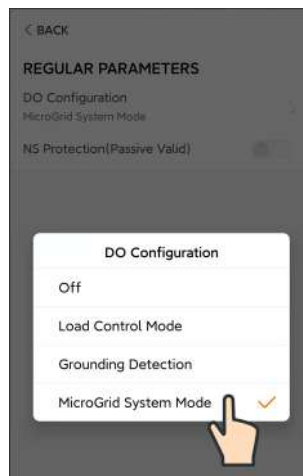 < BACK
REGULAR PARAMETERS
DO Configuration
MicroGrid System Mode
NS Protection(Passive Valid)
DO Configuration
Off
Load Control Mode
Grounding Detection
MicroGrid System Mode